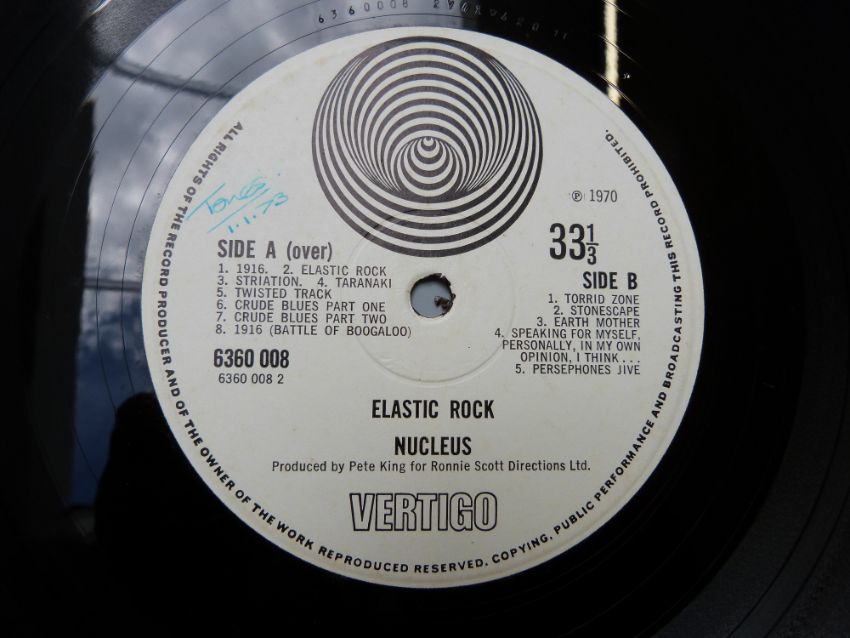 6360008
ALL RIGHTS OF THE RECORD PRODUCER AND OF THE OWNER OF THE WORK REPRODUCED RESERVED. COPYING, PUBLIC PERFORMANCE AND BROADCASTING THIS RECORD PROHIBITED.
1.1.73
℗ 1970
SIDE A (over)
1. 1916. 2. ELASTIC ROCK
3. STRIATION. 4. TARANAKI
5. TWISTED TRACK
6. CRUDE BLUES PART ONE
7. CRUDE BLUES PART TWO
8. 1916 (BATTLE OF BOOGALOO)
6360 008
6360 008 2
33⅓
SIDE B
1. TORRID ZONE
2. STONESCAPE
3. EARTH MOTHER
4. SPEAKING FOR MYSELF,
PERSONALLY, IN MY OWN
OPINION, I THINK...
5. PERSEPHONES JIVE
ELASTIC ROCK
NUCLEUS
Produced by Pete King for Ronnie Scott Directions Ltd.
VERTIGO